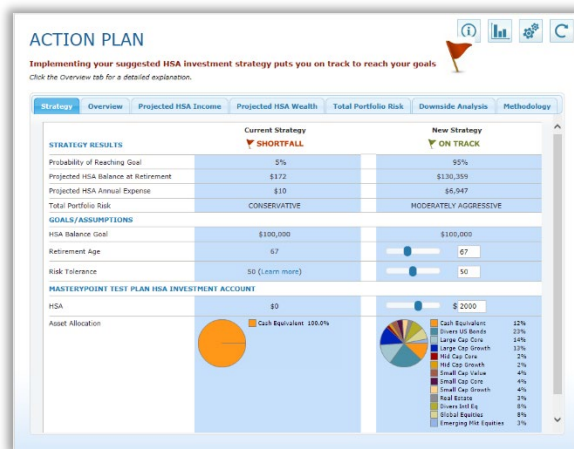 ACTION PLAN
Implementing your suggested HSA investment strategy puts you on track to reach your goals
Click the Overview tab for a detailed explanation.
Strategy Overview Projected HSA Income Projected HSA Wealth Total Portfolio Risk Downside Analysis Methodology
Current Strategy New Strategy
STRATEGY RESULTS SHORTFALL ON TRACK
Probability of Reaching Goal 5% 95%
Projected HSA Balance at Retirement $172 $130,359
Projected HSA Annual Expense $10 $6,947
Total Portfolio Risk CONSERVATIVE MODERATELY AGGRESSIVE
GOALS/ASSUMPTIONS
HSA Balance Goal $100,000 $100,000
Retirement Age 67 67
Risk Tolerance 50 (Learn more) 50
MASTERYPOINT TEST PLAN HSA INVESTMENT ACCOUNT
HSA $0 $ 2000
Asset Allocation Cash Equivalent 100.0% Cash Equivalent 12%
Divers US Bonds 23%
Large Cap Core 14%
Large Cap Growth 13%
Mid Cap Core 2%
Mid Cap Growth 2%
Small Cap Value 4%
Small Cap Core 4%
Small Cap Growth 4%
Real Estate 3%
Divers Intl Eq 8%
Global Equities 8%
Emerging Mkt Equities 3%